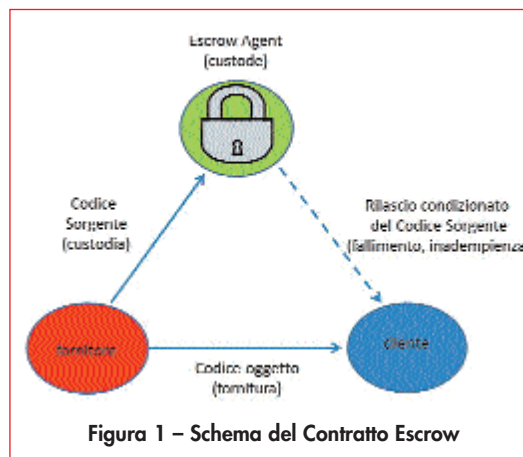 Escrow Agent
(custode)
Codice
Sorgente
(custodia)
Rilascio condizionato
del Codice Sorgente
(fallimento, inadempienza
fornitore
cliente
Codice oggetto
(fornitura)
Figura 1 – Schema del Contratto Escrow